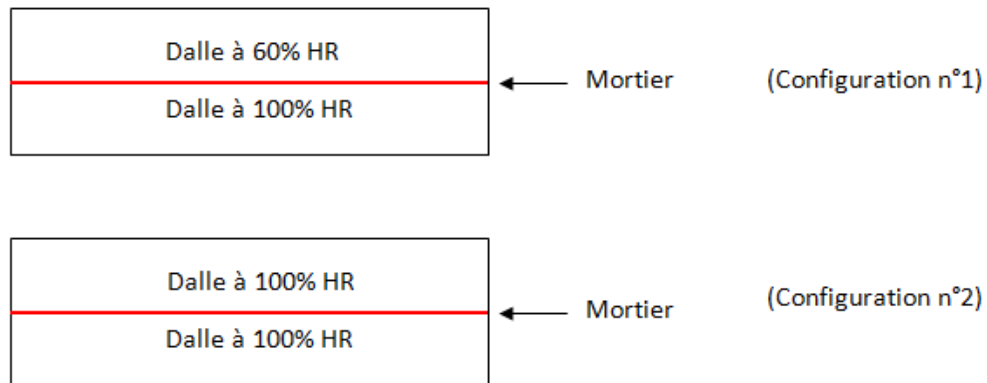 Dalle à 60% HR
Mortier (Configuration n°1)
Dalle à 100% HR
Dalle à 100% HR
Mortier (Configuration n°2)
Dalle à 100% HR